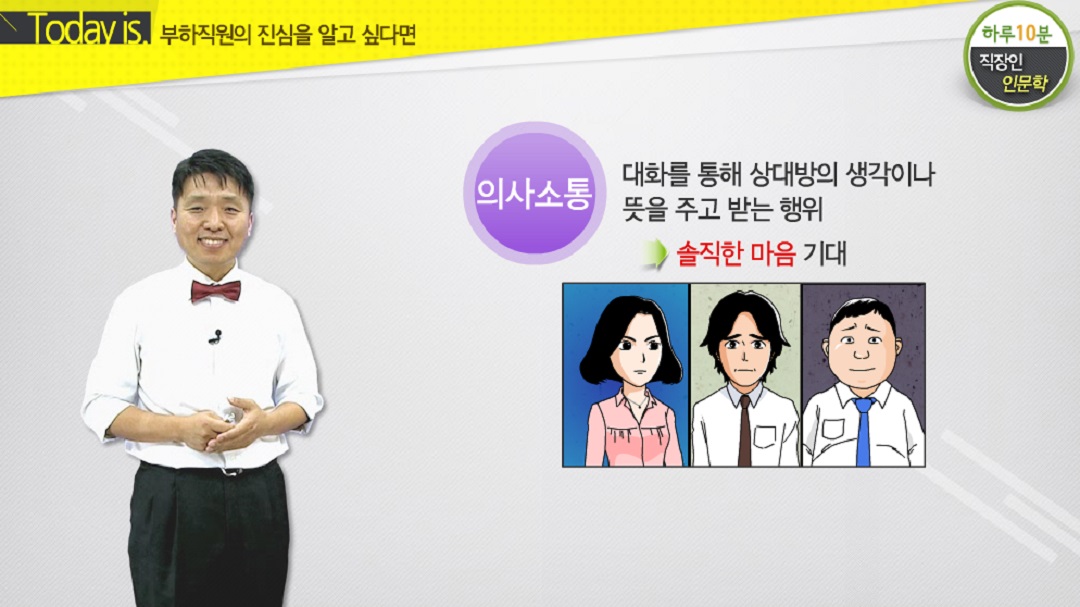 Today is. 부하직원의 진심을 알고 싶다면
하루10분
직장인
인문학
의사소통
대화를 통해 상대방의 생각이나
뜻을 주고 받는 행위
솔직한 마음 기대